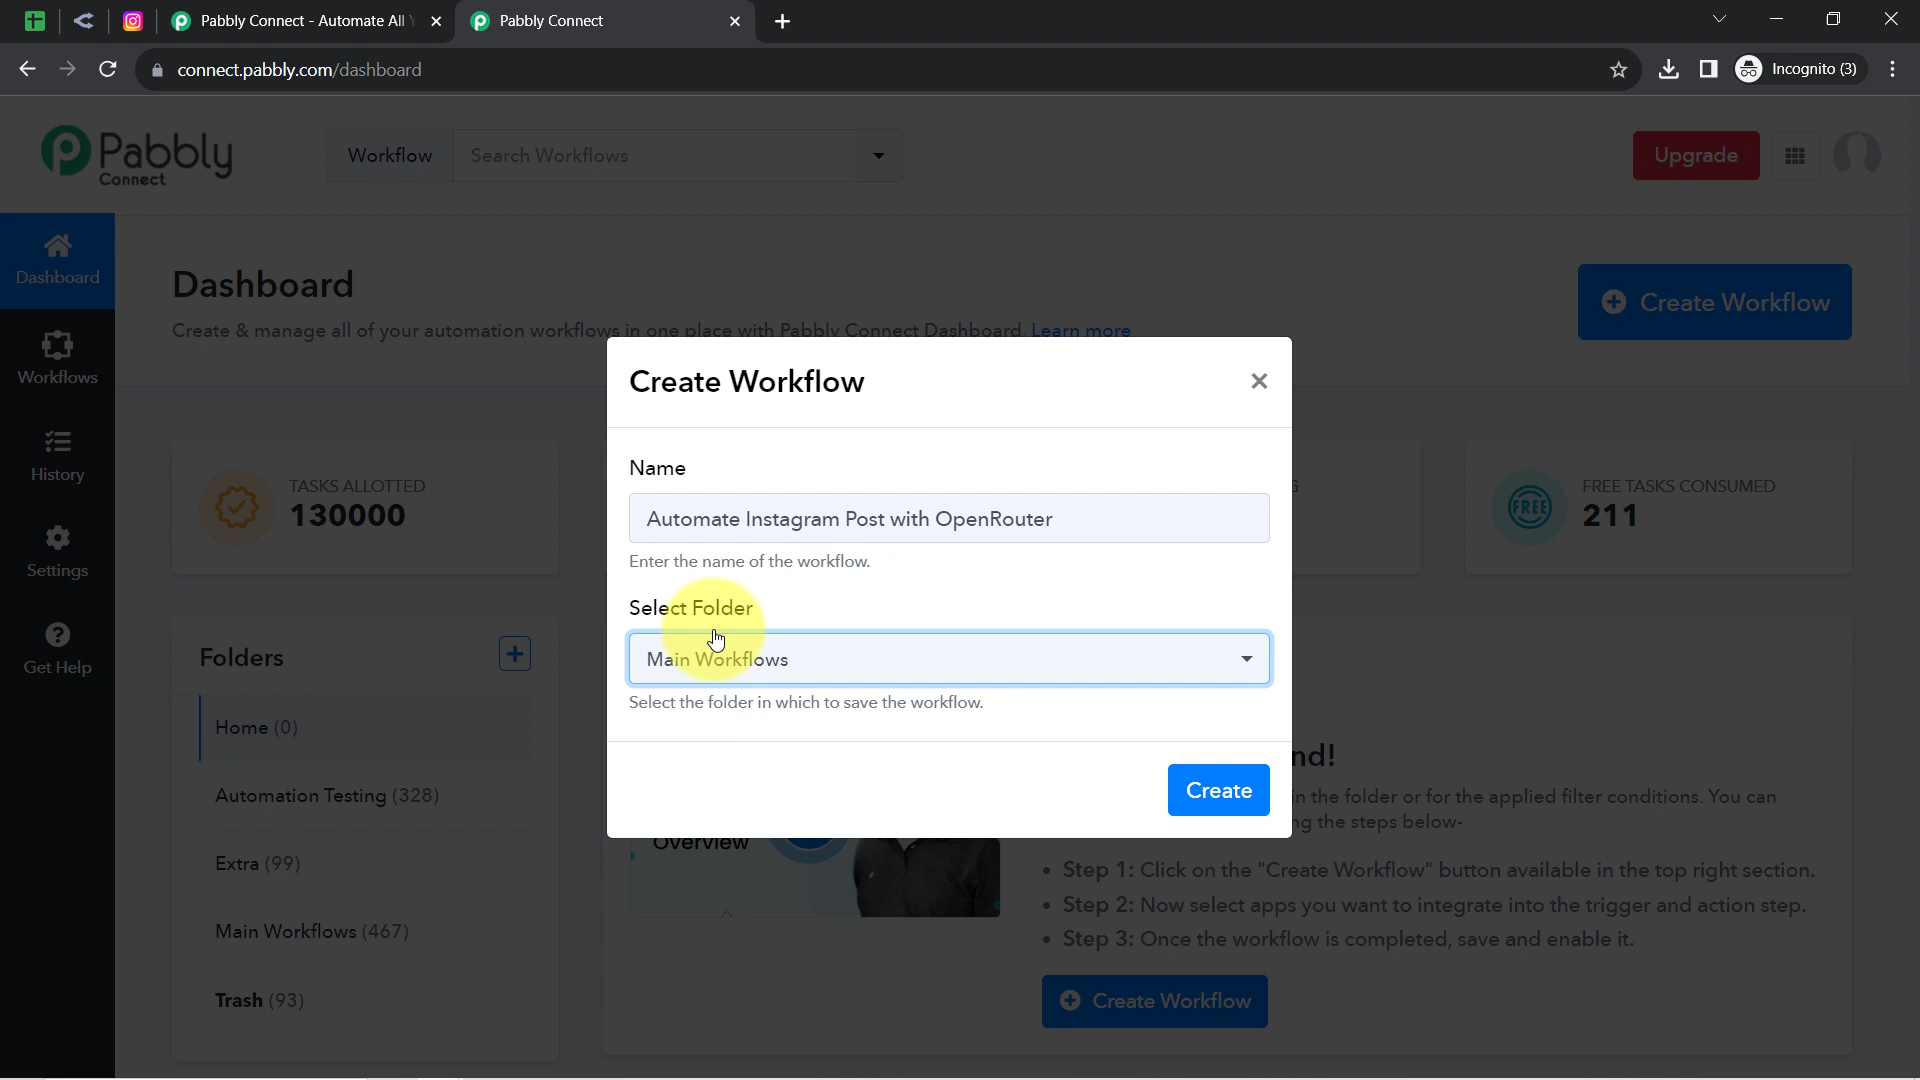 Pabbly Connect - Automate All Y
Pabbly Connect
connect.pabbly.com/dashboard
Incognito (3)
Pabbly
Connect
Workflow
Search Workflows
Upgrade
Dashboard
Workflows
History
Settings
Get Help
Dashboard
Create & manage all of your automation workflows in one place with Pabbly Connect Dashboard. Learn more
Create Workflow
TASKS ALLOTTED
130000
FREE
FREE TASKS CONSUMED
211
Folders
Home (0)
Automation Testing (328)
Extra (99)
Main Workflows (467)
Trash (93)
Create Workflow
Name
Automate Instagram Post with OpenRouter
Enter the name of the workflow.
Select Folder
Main Workflows
Select the folder in which to save the workflow.
Create
Overview
nd!
in the folder or for the applied filter conditions. You can
ng the steps below-
Step 1: Click on the "Create Workflow" button available in the top right section.
Step 2: Now select apps you want to integrate into the trigger and action step.
Step 3: Once the workflow is completed, save and enable it.
Create Workflow